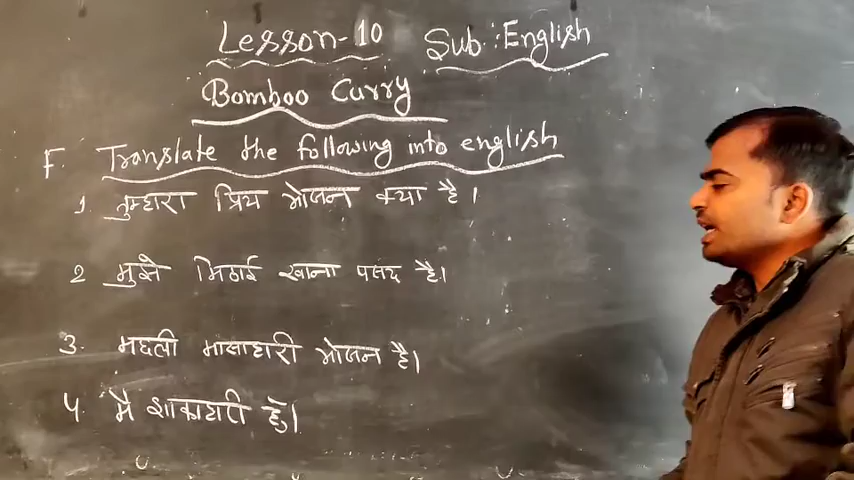 Lesson-10 Sub:English
Bomboo Curry
F. Translate the following into english
1. तुम्हारा प्रिय भोजन क्या है।
2 मुझे मिठाई खाना पसंद है।
3. मछली मासाहारी भोजन है।
4. मै शाकाहारी हूँ।